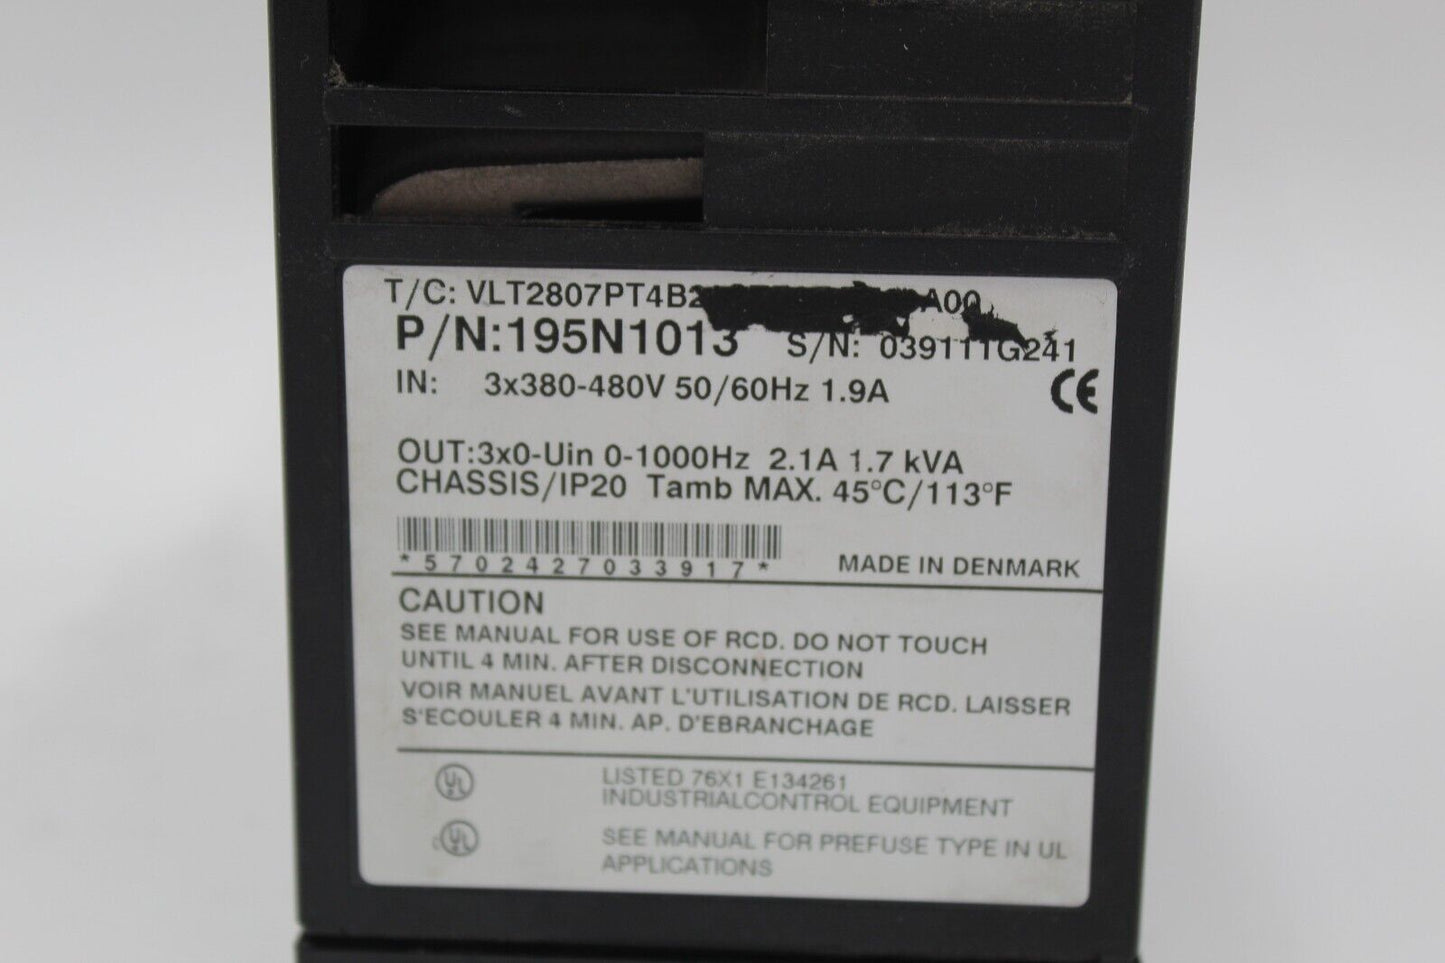 T/C: VLT2807PT4B2 A00
P/N:195N1013 S/N: 039111G241
IN: 3x380-480V 50/60Hz 1.9A
CE
OUT:3x0-Uin 0-1000Hz 2.1A 1.7 kVA
CHASSIS/IP20 Tamb MAX. 45°C/113°F
*5702427033917*
MADE IN DENMARK
CAUTION
SEE MANUAL FOR USE OF RCD. DO NOT TOUCH
UNTIL 4 MIN. AFTER DISCONNECTION
VOIR MANUEL AVANT L'UTILISATION DE RCD. LAISSER
S'ECOULER 4 MIN. AP. D'EBRANCHAGE
UL LISTED 76X1 E134261
INDUSTRIALCONTROL EQUIPMENT
c UL SEE MANUAL FOR PREFUSE TYPE IN UL
APPLICATIONS